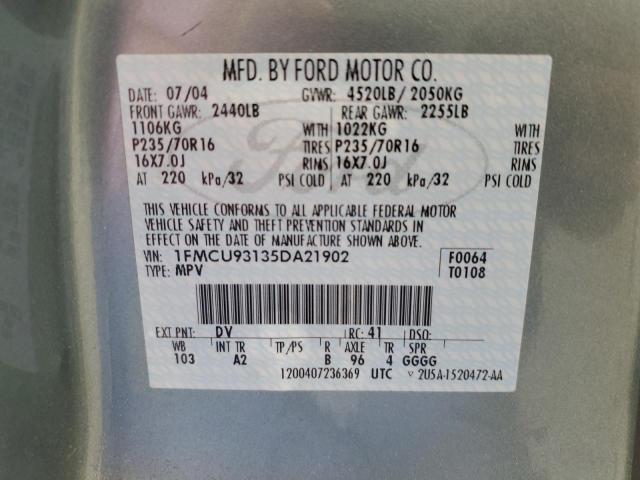 MFD. BY FORD MOTOR CO.
DATE: 07/04 GVWR: 4520LB/ 2050KG
FRONT GAWR: 2440LB REAR GAWR: 2255LB
1106KG WITH 1022KG WITH
P235/70R16 TIRES P235/70R16 TIRES
16X7.0J RIMS 16X7.0J RIMS
AT 220 kPa/32 PSI COLD AT 220 kPa/32 PSI COLD
THIS VEHICLE CONFORMS TO ALL APPLICABLE FEDERAL MOTOR
VEHICLE SAFETY AND THEFT PREVENTION STANDARDS IN
EFFECT ON THE DATE OF MANUFACTURE SHOWN ABOVE.
VIN: 1FMCU93135DA21902 F0064
TYPE: MPV T0108
EXT PNT: DV RC: 41 DSO:
WB INT TR TP/PS R AXLE TR SPR
103 A2 B 96 4 GGGG
1200407236369 UTC V 2U5A-1520472-AA
Ford